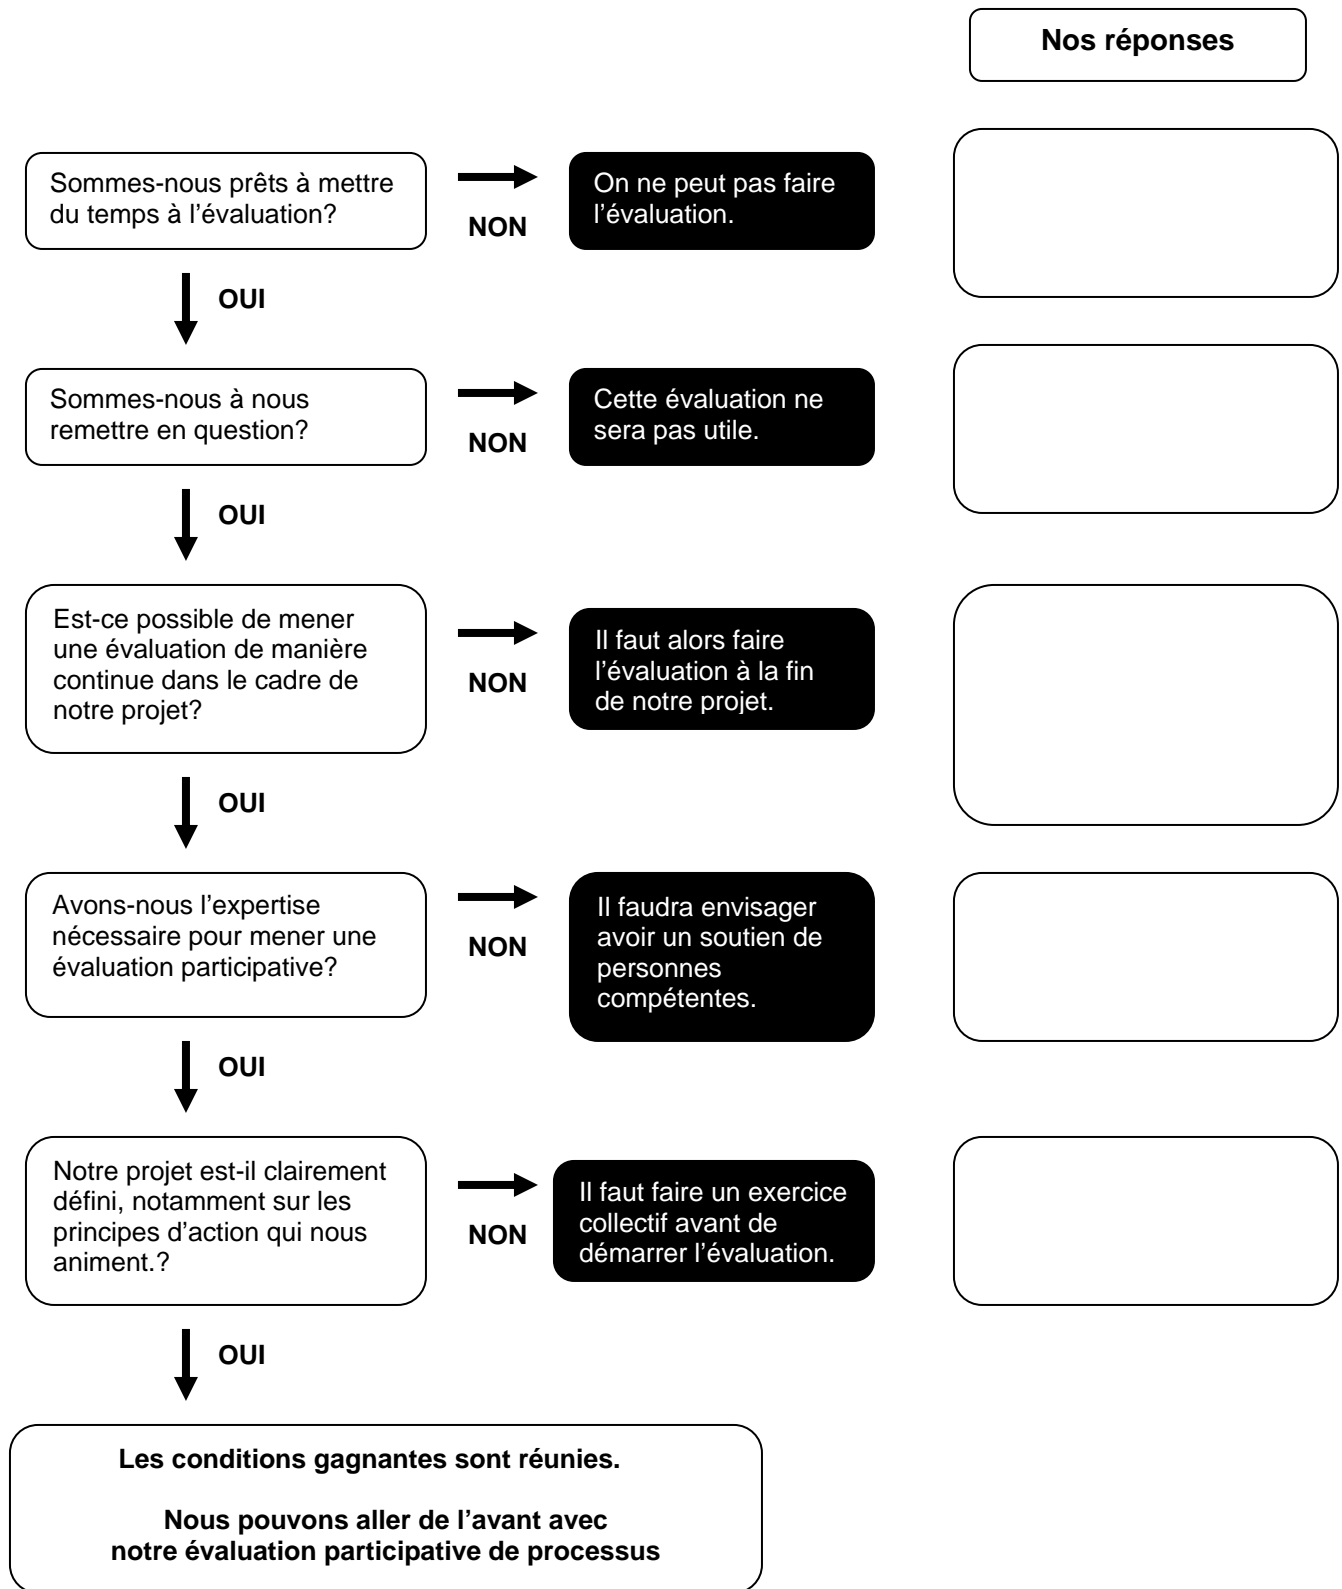 Nos réponses
Sommes-nous prêts à mettre
du temps à l’évaluation?
NON
On ne peut pas faire
l’évaluation.
OUI
Sommes-nous à nous
remettre en question?
NON
Cette évaluation ne
sera pas utile.
OUI
Est-ce possible de mener
une évaluation de manière
continue dans le cadre de
notre projet?
NON
Il faut alors faire
l’évaluation à la fin
de notre projet.
OUI
Avons-nous l’expertise
nécessaire pour mener une
évaluation participative?
NON
Il faudra envisager
avoir un soutien de
personnes
compétentes.
OUI
Notre projet est-il clairement
défini, notamment sur les
principes d’action qui nous
animent.?
NON
Il faut faire un exercice
collectif avant de
démarrer l’évaluation.
OUI
Les conditions gagnantes sont réunies.
Nous pouvons aller de l’avant avec
notre évaluation participative de processus